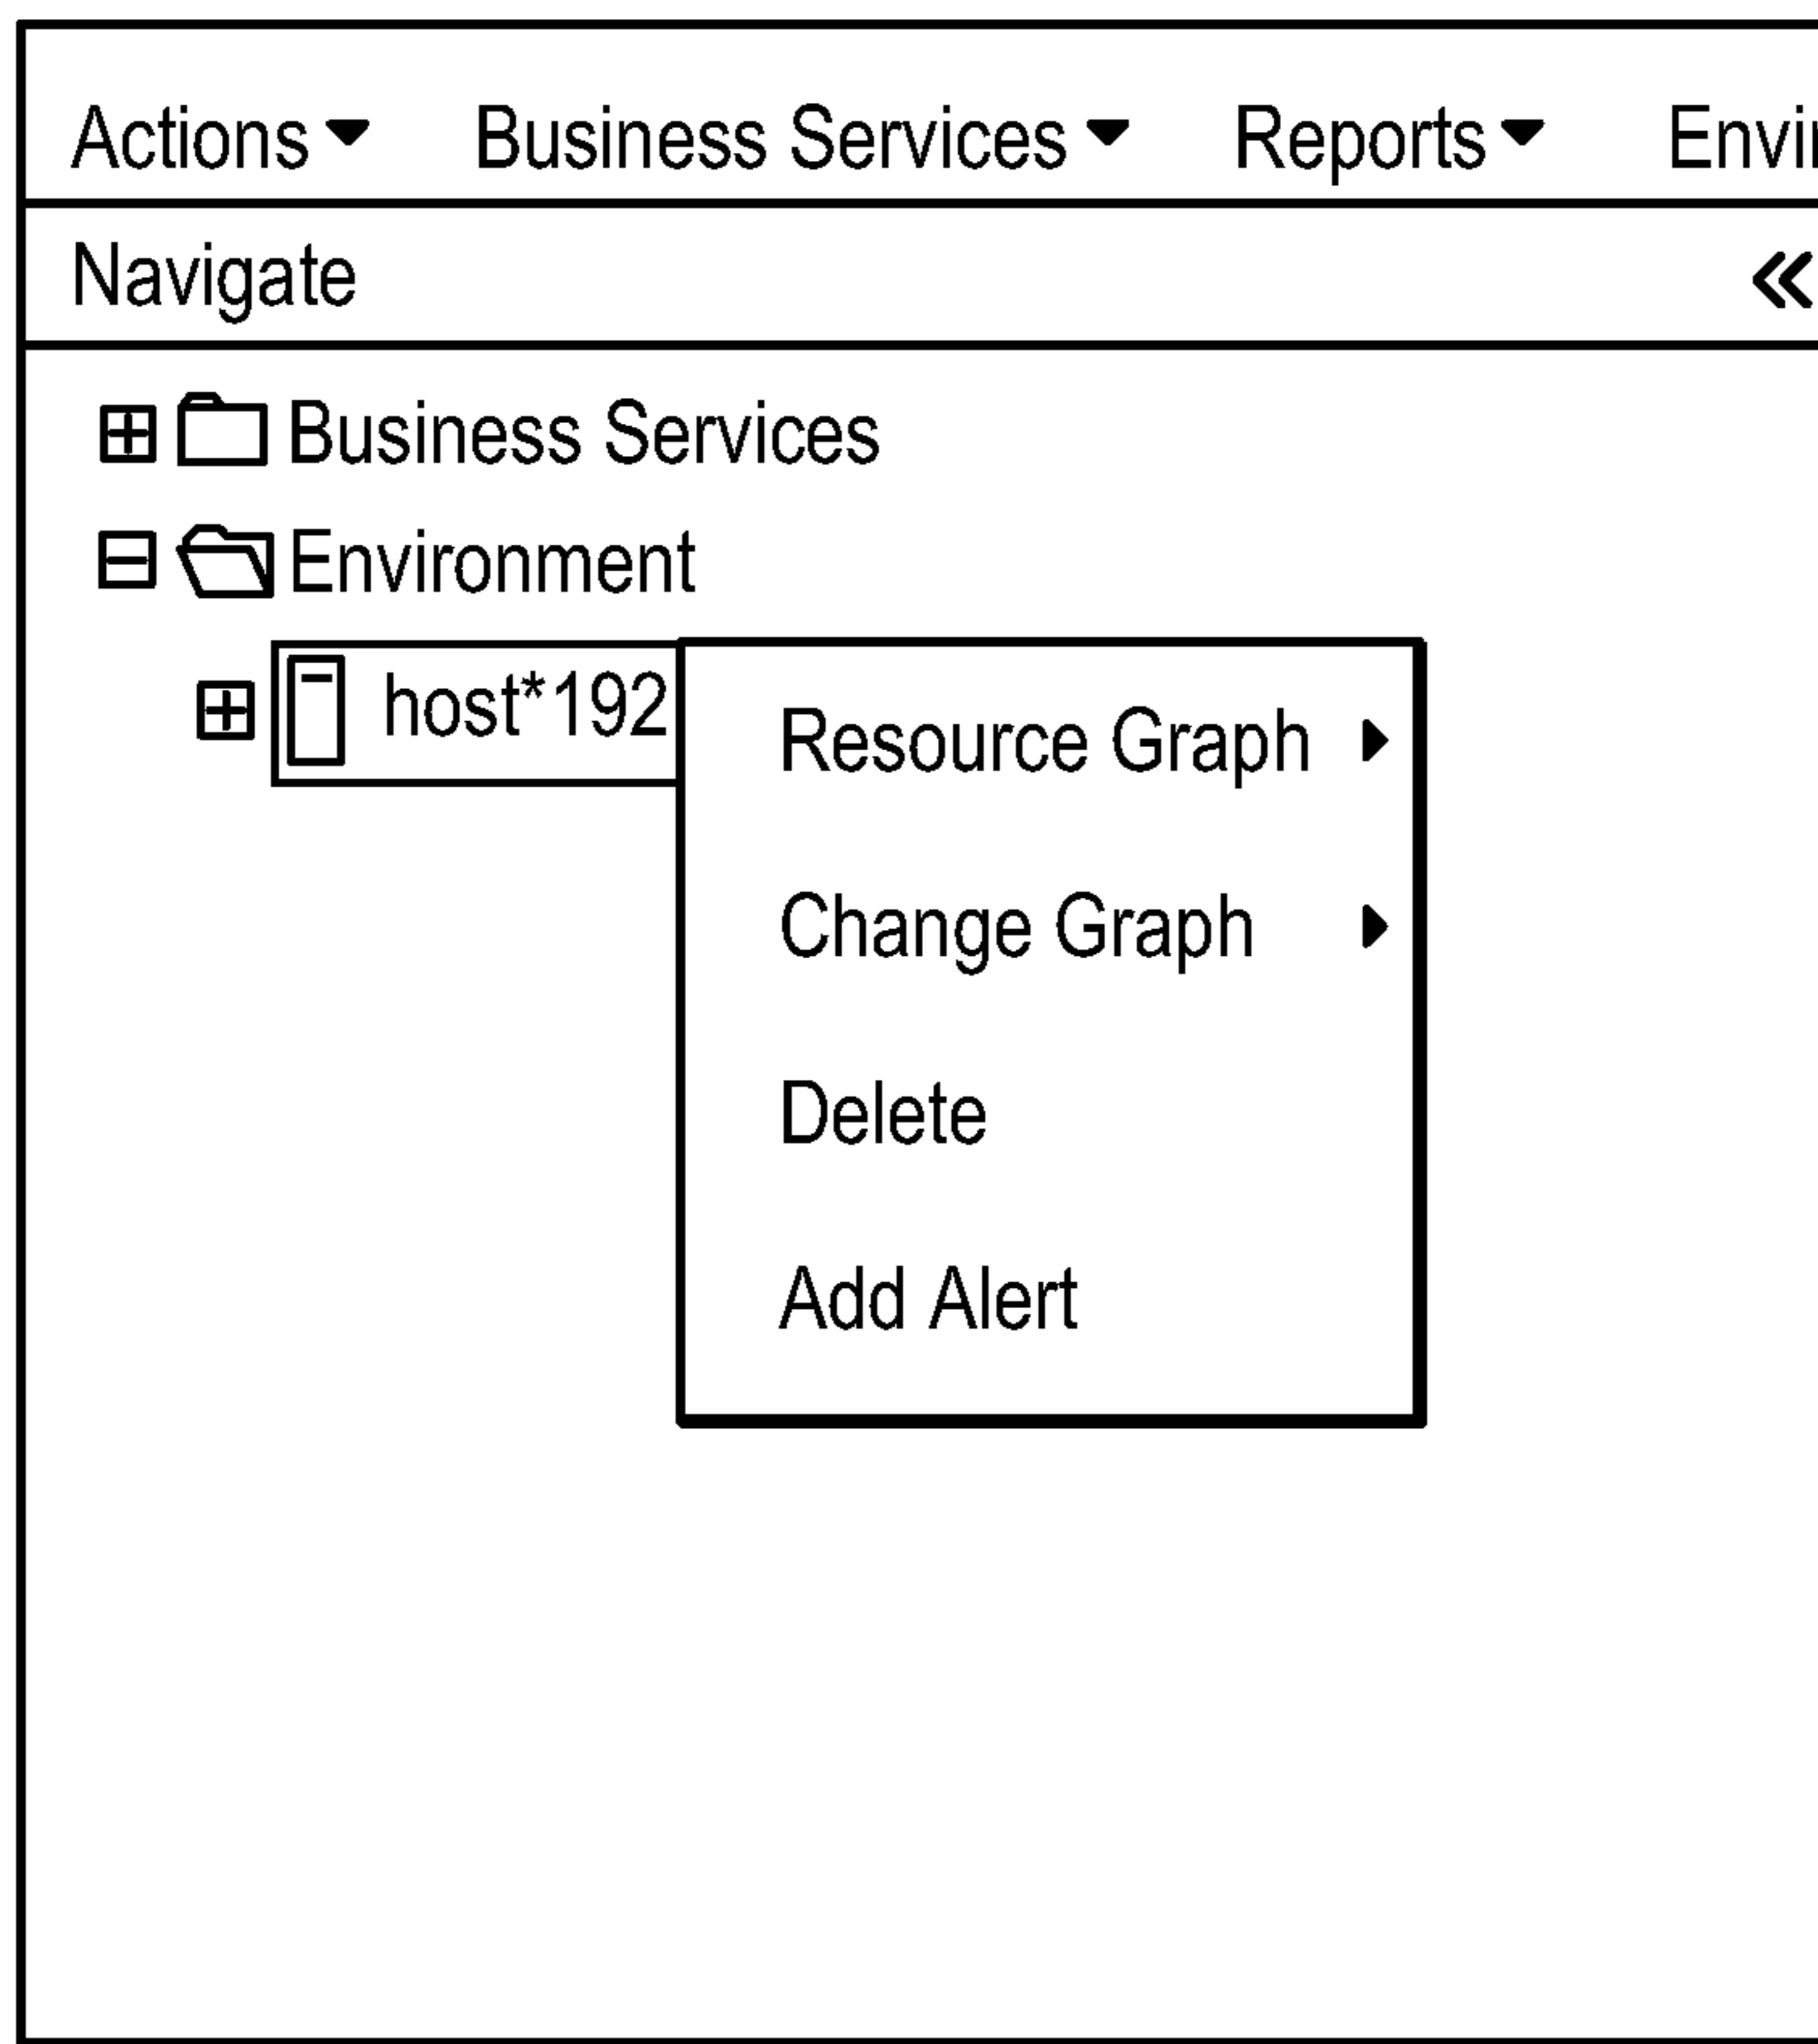 Actions Business Services Reports
Navigate
Business Services
Environment
host*192
Resource Graph
Change Graph
Delete
Add Alert